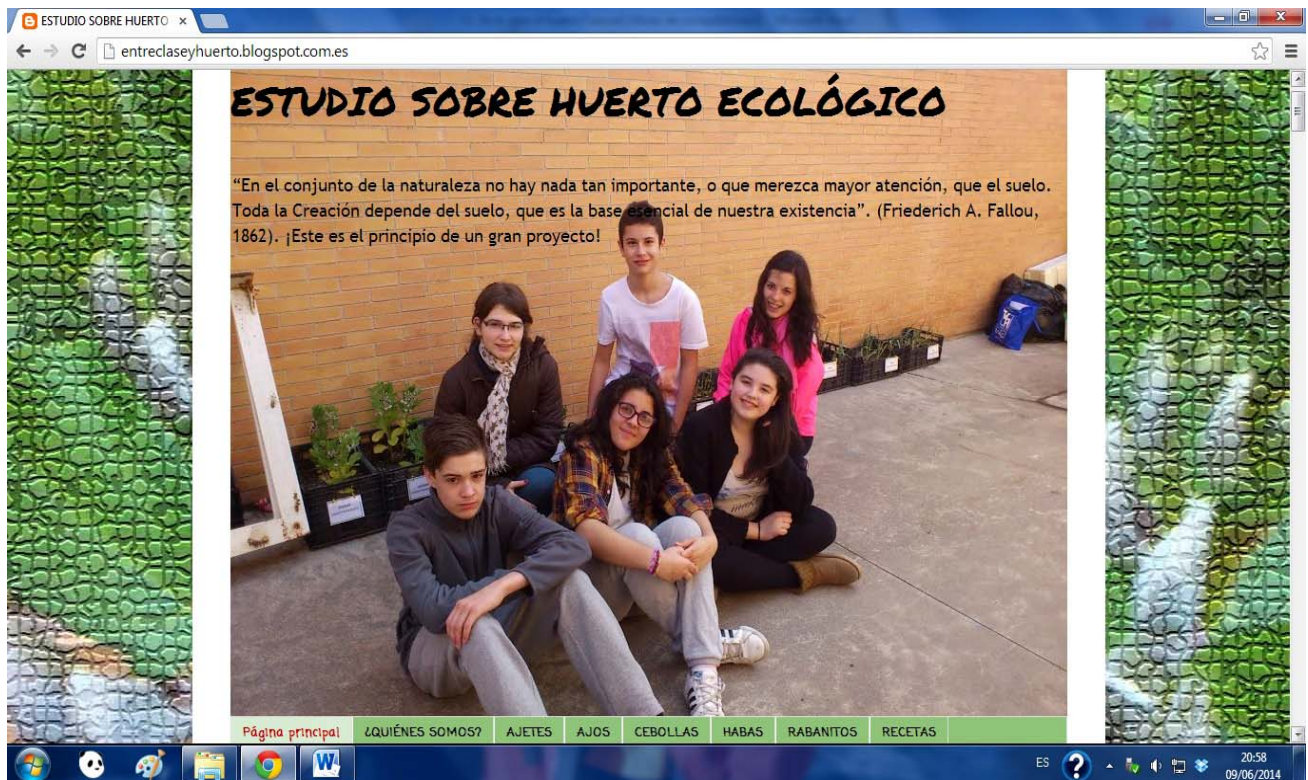 ESTUDIO SOBRE HUERTO
entreclaseyhuerto.blogspot.com.es
ESTUDIO SOBRE HUERTO ECOLÓGICO
“En el conjunto de la naturaleza no hay nada tan importante, o que merezca mayor atención, que el suelo.
Toda la Creación depende del suelo, que es la base esencial de nuestra existencia”. (Friederich A. Fallou,
1862). ¡Este es el principio de un gran proyecto!
Página principal ¿QUIÉNES SOMOS? AJETES AJOS CEBOLLAS HABAS RABANITOS RECETAS
ES 20:58
09/06/2014